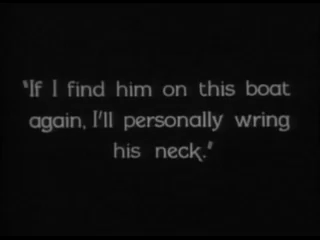 "If I find him on this boat
again, I'll personally wring
his neck."